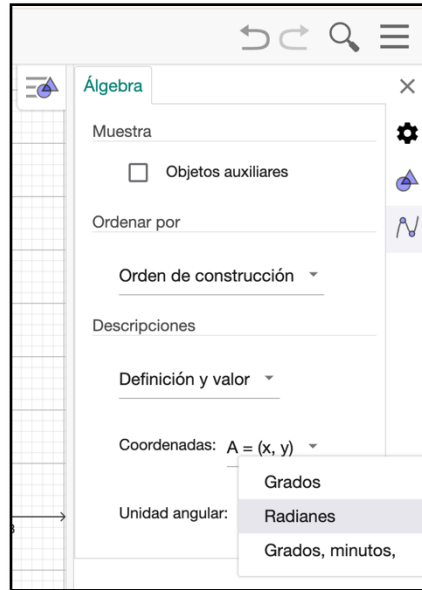 Álgebra
Muestra
Objetos auxiliares
Ordenar por
Orden de construcción
Descripciones
Definición y valor
Coordenadas: A = (x, y)
Unidad angular:
Grados
Radianes
Grados, minutos,